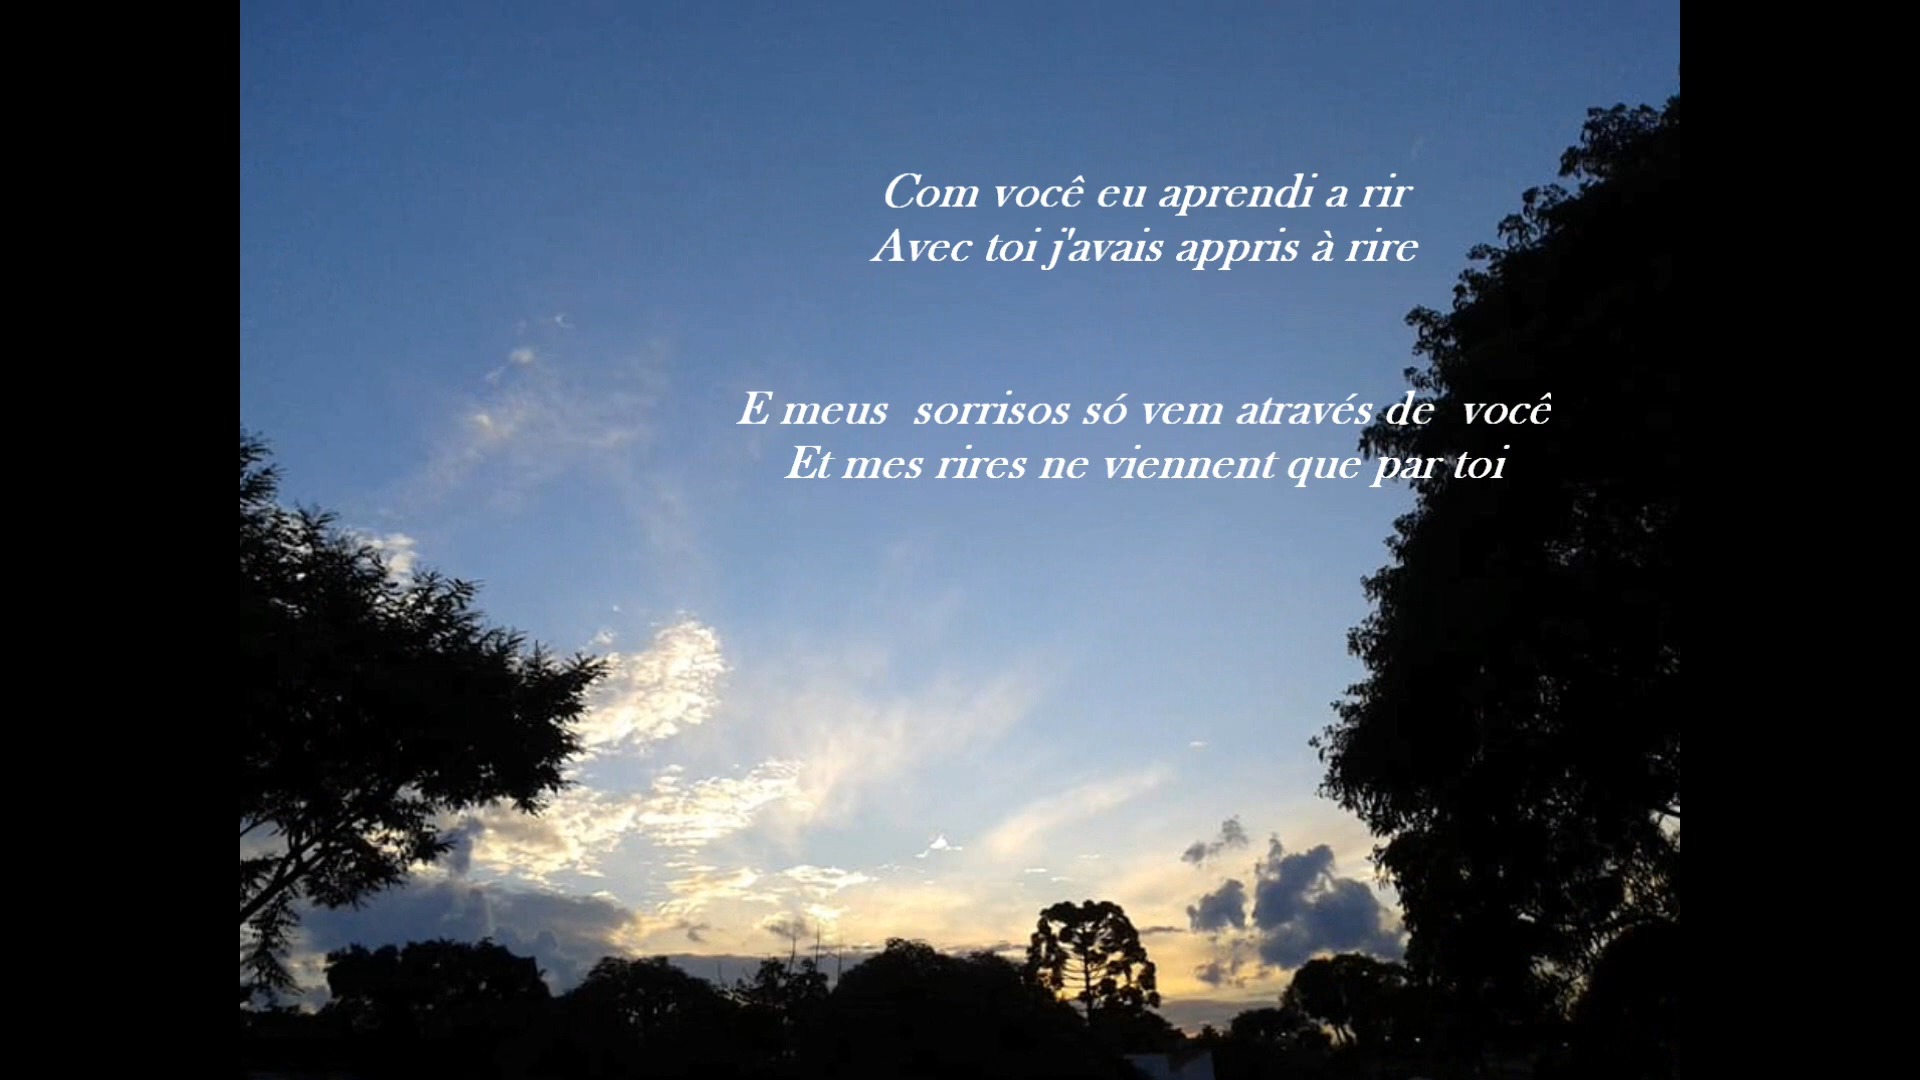 Com você eu aprendi a rir
Avec toi j'avais appris à rire
E meus  sorrisos só vem através de  você
Et mes rires ne viennent que par toi